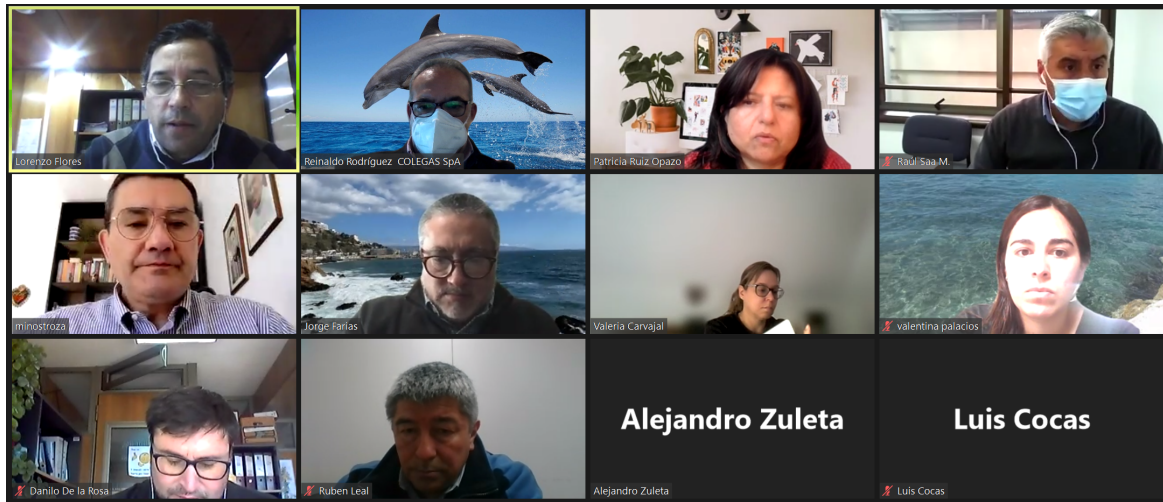 Lorenzo Flores
Reinaldo Rodríguez COLEGAS SpA
Patricia Ruiz Opazo
Raúl Saa M.
minostroza
Jorge Farías
Valeria Carvajal
valentina palacios
Danilo De la Rosa
Ruben Leal
Alejandro Zuleta
Alejandro Zuleta
Luis Cocas
Luis Cocas